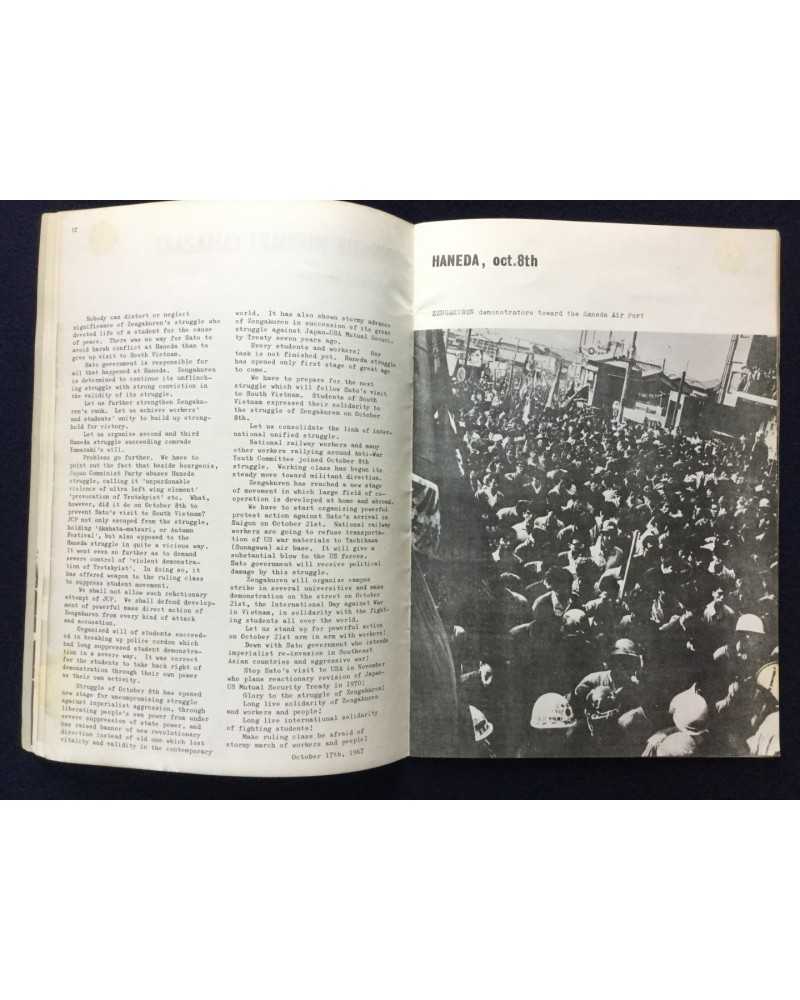 12
Nobody can distort or neglect
significance of Zengakuren's struggle who
devoted life of a student for the cause
of peace. There was no way for Sato to
avoid harsh conflict at Haneda than to
give up visit to South Vietnam.
Sato government is responsible for
all that happened at Haneda. Zengakuren
is determined to continue its unflinch-
ing struggle with strong conviction in
the validity of its struggle.
Let us further strengthen Zengaku-
ren's rank. Let us achieve workers'
and students' unity to build up strong-
hold for victory.
Let us organise second and third
Haneda struggle succeeding comrade
Yamazaki's will.
Problems go further. We have to
point out the fact that beside bourgeois,
Japan Communist Party abuses Haneda
struggle, calling it 'unpardonable
violence of ultra left wing element'
'provocation of Trotskyist' etc. What,
however, did it do on October 8th to
prevent Sato's visit to South Vietnam?
JCP not only escaped from the struggle,
holding 'Akahata-matsuri, or Autumn
Festival', but also opposed to the
Haneda struggle in quite a vicious way.
It went even so further as to demand
severe control of 'violent demonstra-
tion of Trotskyist'. In doing so, it
has offered weapon to the ruling class
to suppress student movement.
We shall not allow such reactionary
attempt of JCP. We shall defend develop-
ment of powerful mass direct action of
Zengakuren from every kind of attack
and accusation.
Organised will of students succeed-
ed in breaking up police cordon which
had long suppressed student demonstra-
tion in a severe way. It was correct
for the students to take back right of
demonstration through their own power
as their own activity.
Struggle of October 8th has opened
new stage for uncompromising struggle
against imperialist aggression, through
liberating people's own power from under
severe suppression of state power, and
has raised banner of new revolutionary
direction instead of old one which lost
vitality and validity in the contemporary
world. It has also shown stormy advance
of Zengakuren in succession of its great
struggle against Japan-USA Mutual Securi-
ty Treaty seven years ago.
Every students and workers! Our
task is not finished yet. Haneda struggle
has opened only first stage of great ago
to come.
We have to prepare for the next
struggle which will follow Sato's visit
to South Vietnam. Students of South
Vietnam expressed their solidarity to
the struggle of Zengakuren on October
8th.
Let us consolidate the link of inter-
national unified struggle.
National railway workers and many
other workers rallying around Anti-War
Youth Committee joined October 8th
struggle. Working class has begun its
steady move toward militant direction.
Zengakuren has reached a new stage
of movement in which large field of co-
operation is developed at home and abroad.
We have to start organising powerful
protest action against Sato's arrival on
Saigon on October 21st. National railway
workers are going to refuse transporta-
tion of US war materials to Tachikawa
(Sunagawa) air base. It will give a
substantial blow to the US forces.
Sato government will receive political
damage by this struggle.
Zengakuren will organise campus
strike in several universities and mass
demonstration on the street on October
21st, the International Day against War
in Vietnam, in solidarity with the fight-
ing students all over the world.
Let us stand up for powerful action
on October 21st arm in arm with workers!
Down with Sato government who intends
imperialist re-invasion in Southeast
Asian countries and aggressive war!
Stop Sato's visit to USA in November
who plans reactionary revision of Japan-
US Mutual Security Treaty in 1970!
Glory to the struggle of Zengakuren!
Long live solidarity of Zengakuren
and workers and people!
Long live international solidarity
of fighting students!
Make ruling class be afraid of
stormy march of workers and people!
October 17th, 1967
HANEDA, oct.8th
ZENGAKUREN demonstrators toward the Haneda Air Port